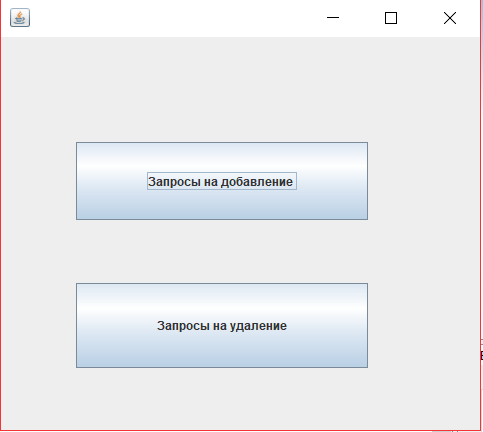 Запросы на добавление
Запросы на удаление